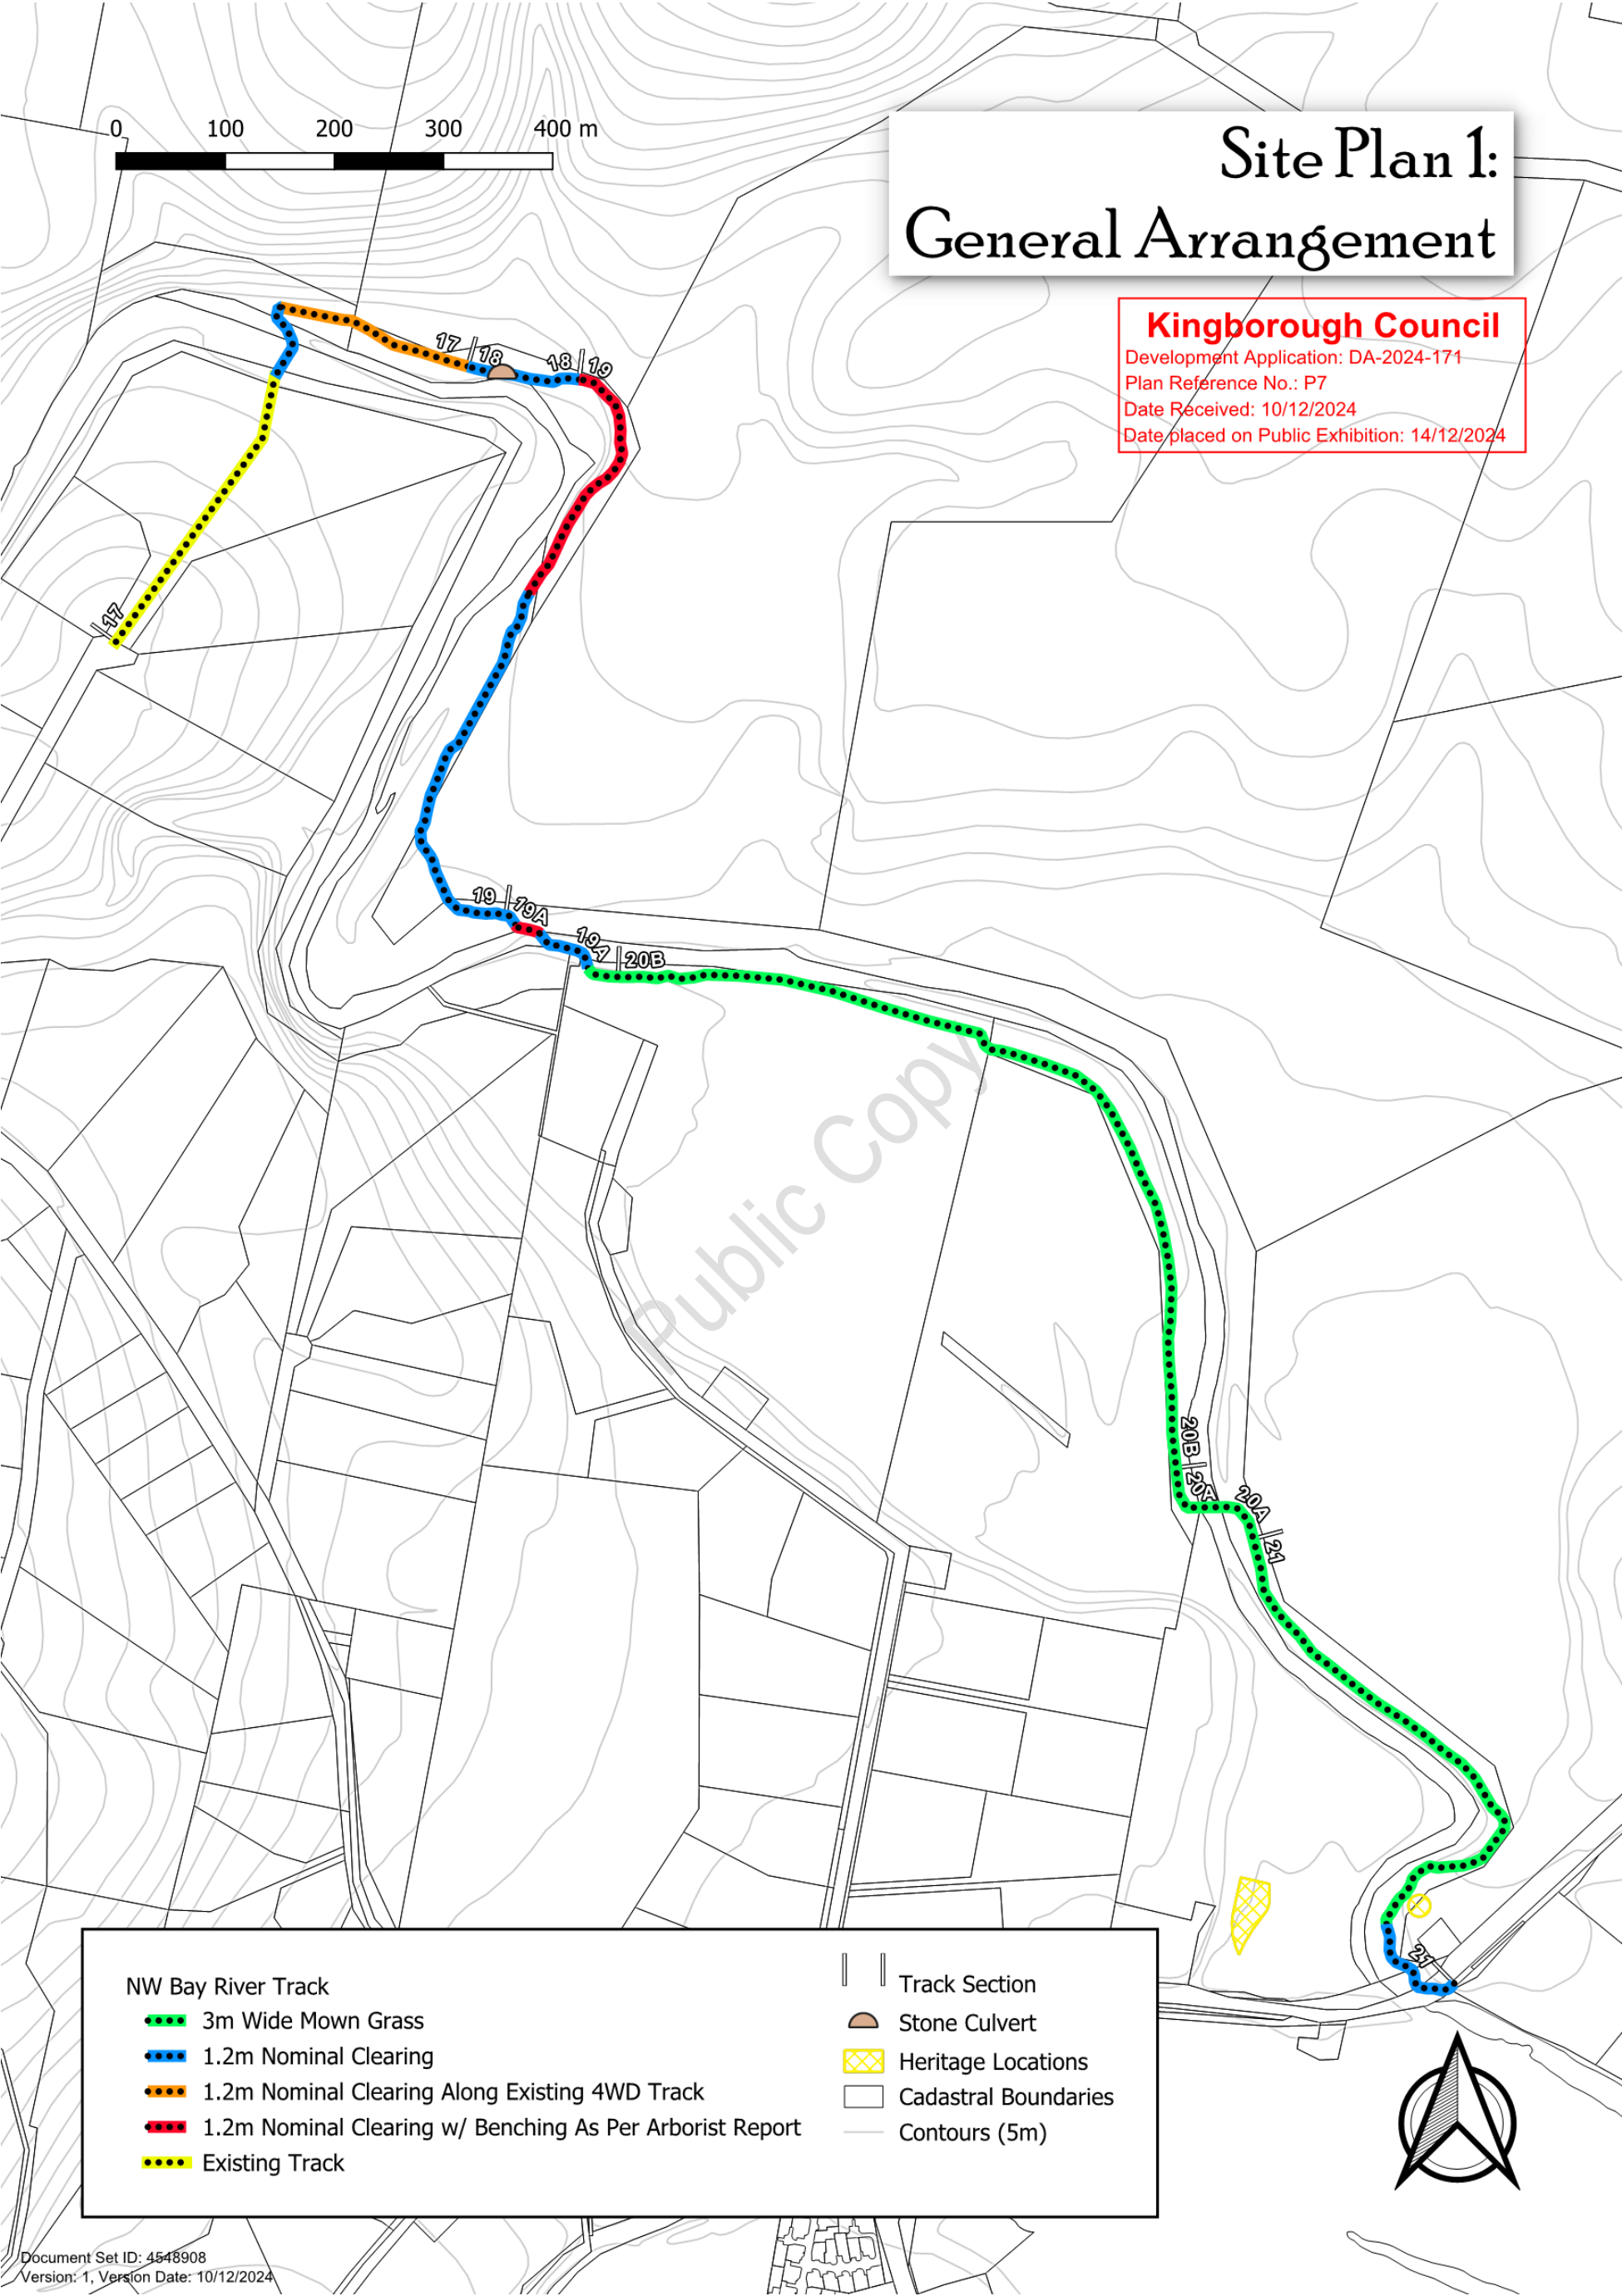 0 100 200 300 400 m
Site Plan 1:
General Arrangement
Kingborough Council
Development Application: DA-2024-171
Plan Reference No.: P7
Date Received: 10/12/2024
Date placed on Public Exhibition: 14/12/2024
17
18
18
19
17
19
19A
19A
20B
Public Copy
20B
20A
20A
21
21
NW Bay River Track
3m Wide Mown Grass
1.2m Nominal Clearing
1.2m Nominal Clearing Along Existing 4WD Track
1.2m Nominal Clearing w/ Benching As Per Arborist Report
Existing Track
Track Section
Stone Culvert
Heritage Locations
Cadastral Boundaries
Contours (5m)
Document Set ID: 4548908
Version: 1, Version Date: 10/12/2024